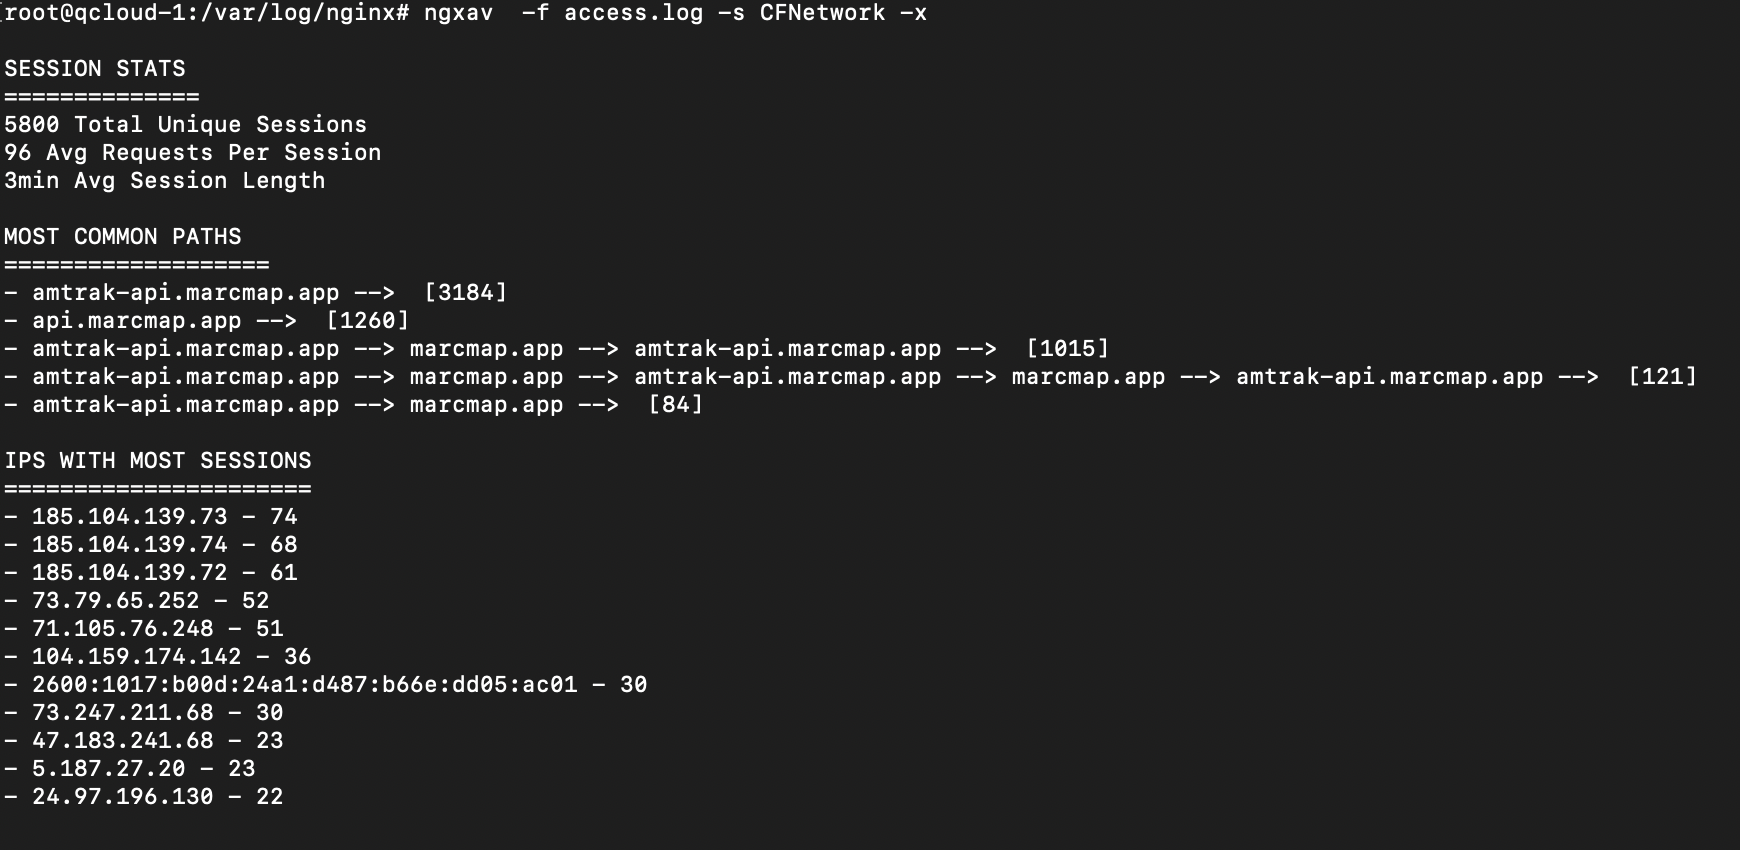 root@qcloud-1:/var/log/nginx# ngxav  -f access.log -s CFNetwork -x
SESSION STATS
==============
5800 Total Unique Sessions
96 Avg Requests Per Session
3min Avg Session Length
MOST COMMON PATHS
===================
- amtrak-api.marcmap.app -->  [3184]
- api.marcmap.app -->  [1260]
- amtrak-api.marcmap.app --> marcmap.app --> amtrak-api.marcmap.app -->  [1015]
- amtrak-api.marcmap.app --> marcmap.app --> amtrak-api.marcmap.app --> marcmap.app --> amtrak-api.marcmap.app -->  [121]
- amtrak-api.marcmap.app --> marcmap.app -->  [84]
IPS WITH MOST SESSIONS
======================
- 185.104.139.73 - 74
- 185.104.139.74 - 68
- 185.104.139.72 - 61
- 73.79.65.252 - 52
- 71.105.76.248 - 51
- 104.159.174.142 - 36
- 2600:1017:b00d:24a1:d487:b66e:dd05:ac01 - 30
- 73.247.211.68 - 30
- 47.183.241.68 - 23
- 5.187.27.20 - 23
- 24.97.196.130 - 22